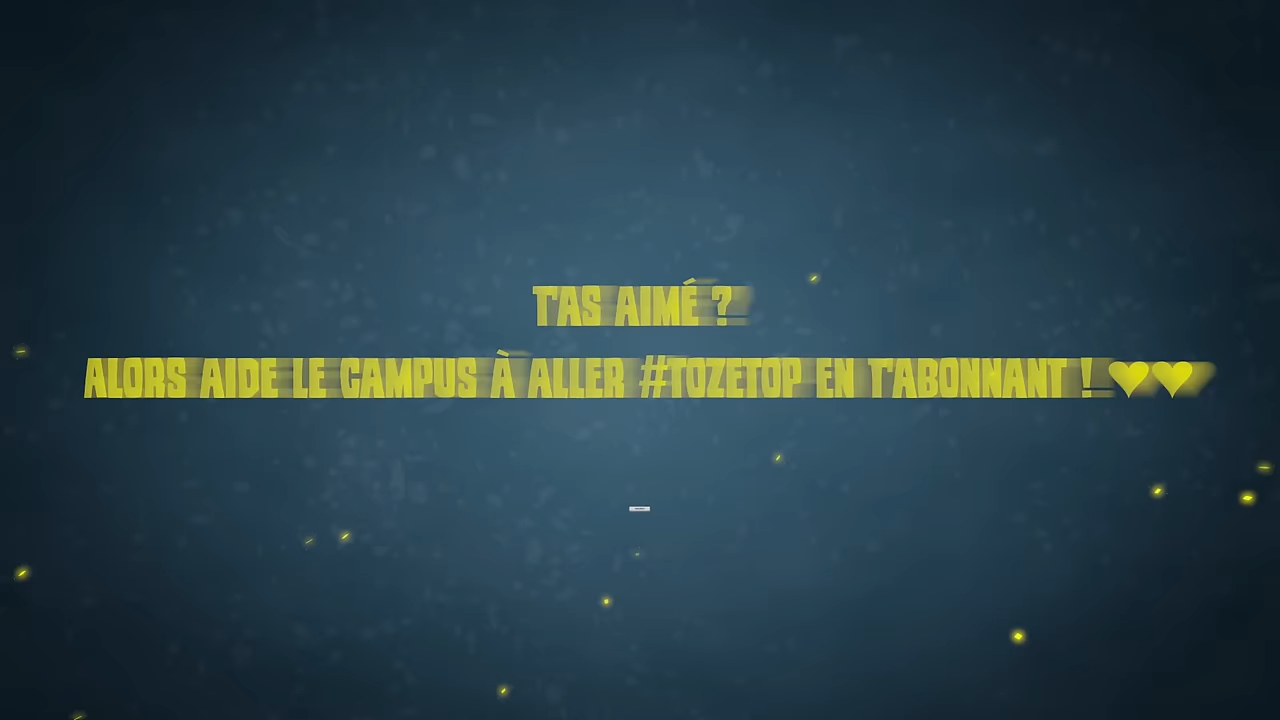 T'AS AIMÉ ?
ALORS AIDE LE CAMPUS À ALLER #TOZETOP EN T'ABONNANT ! ♥♥